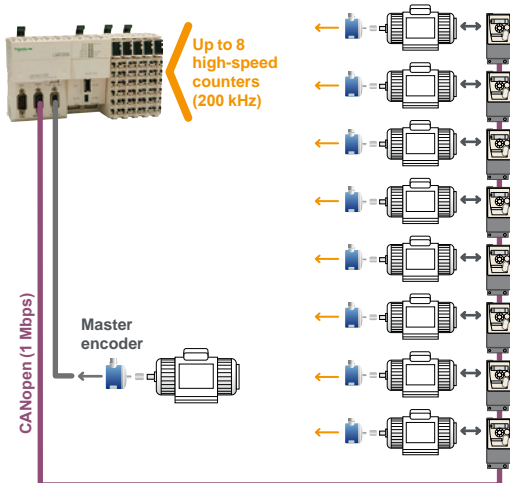 Up to 8
high-speed
counters
(200 kHz)
Master
encoder
CANopen (1 Mbps)